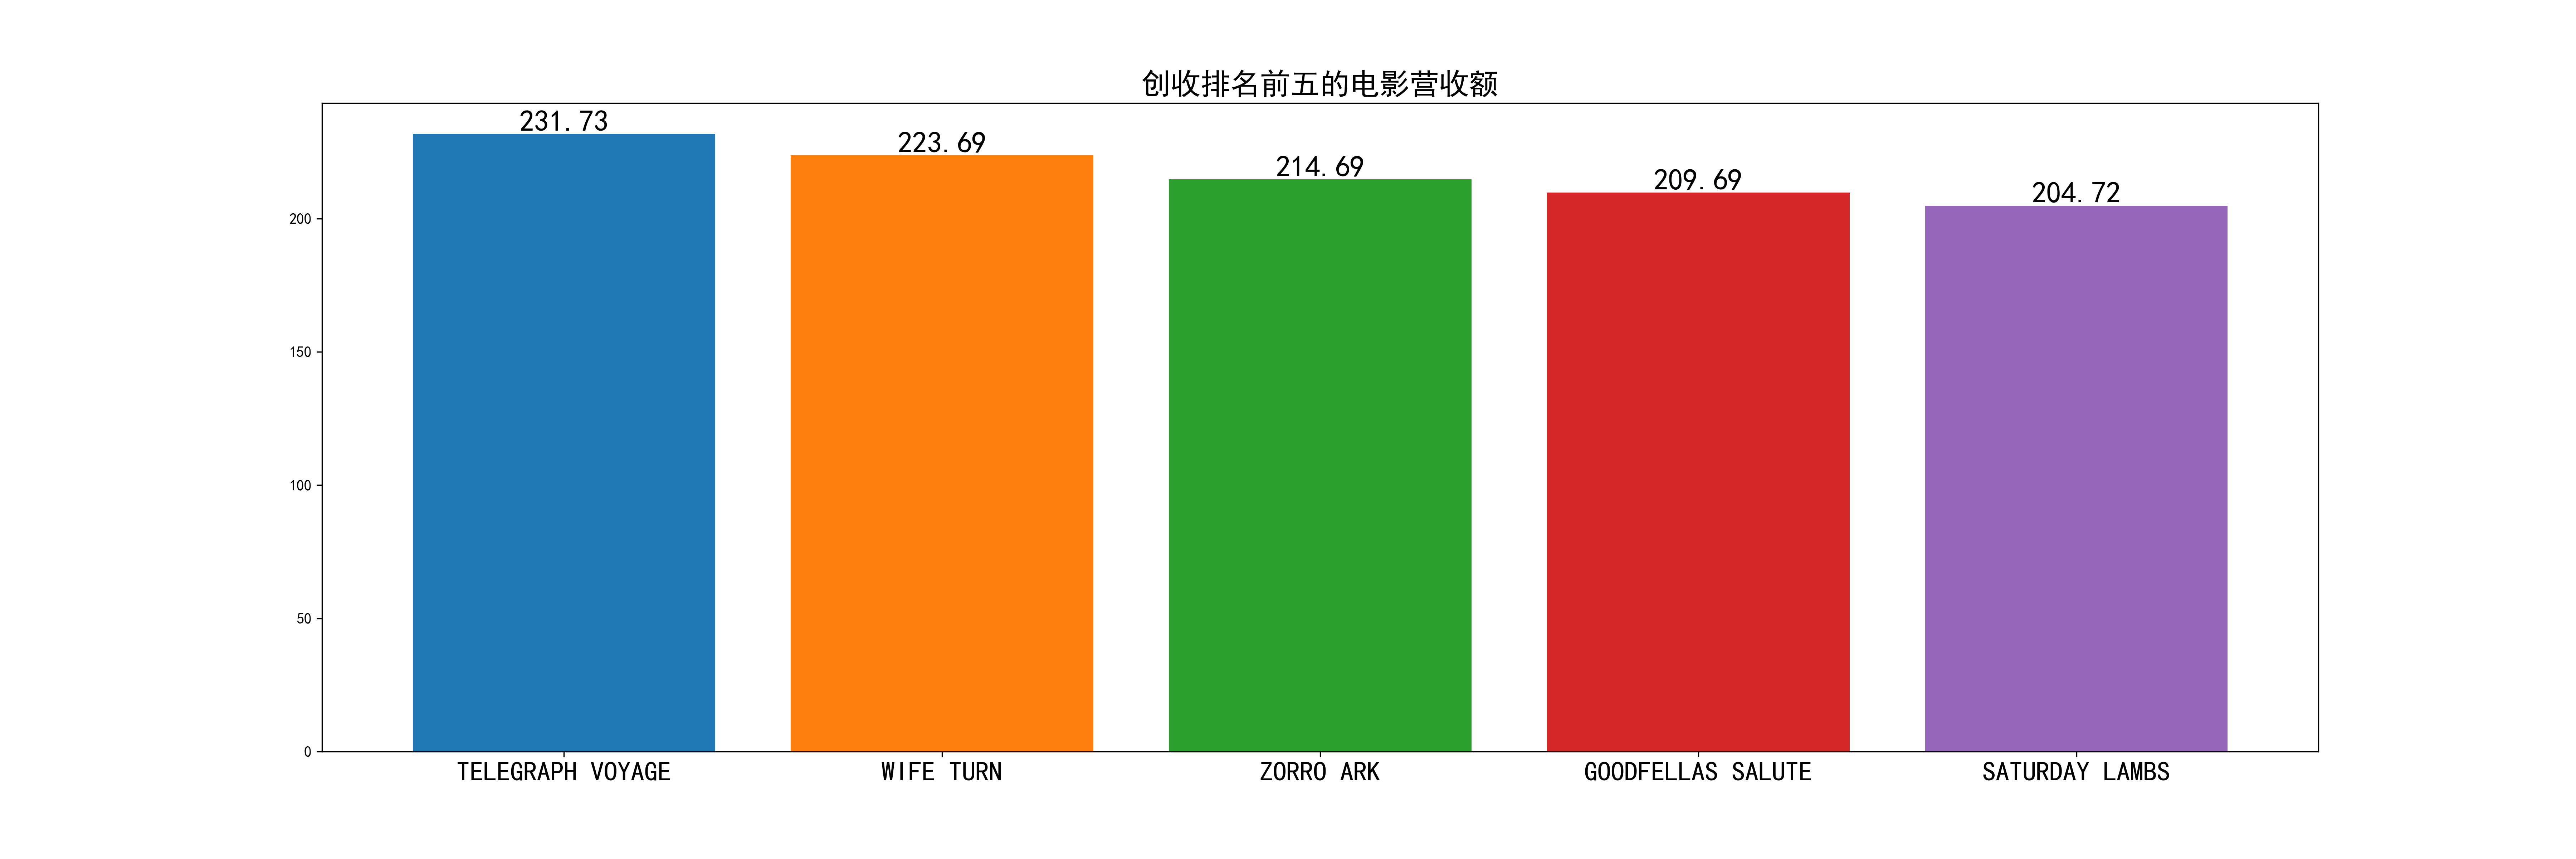 创收排名前五的电影营收额
231.73
223.69
214.69
209.69
204.72
200
150
100
50
0
TELEGRAPH VOYAGE
WIFE TURN
ZORRO ARK
GOODFELLAS SALUTE
SATURDAY LAMBS